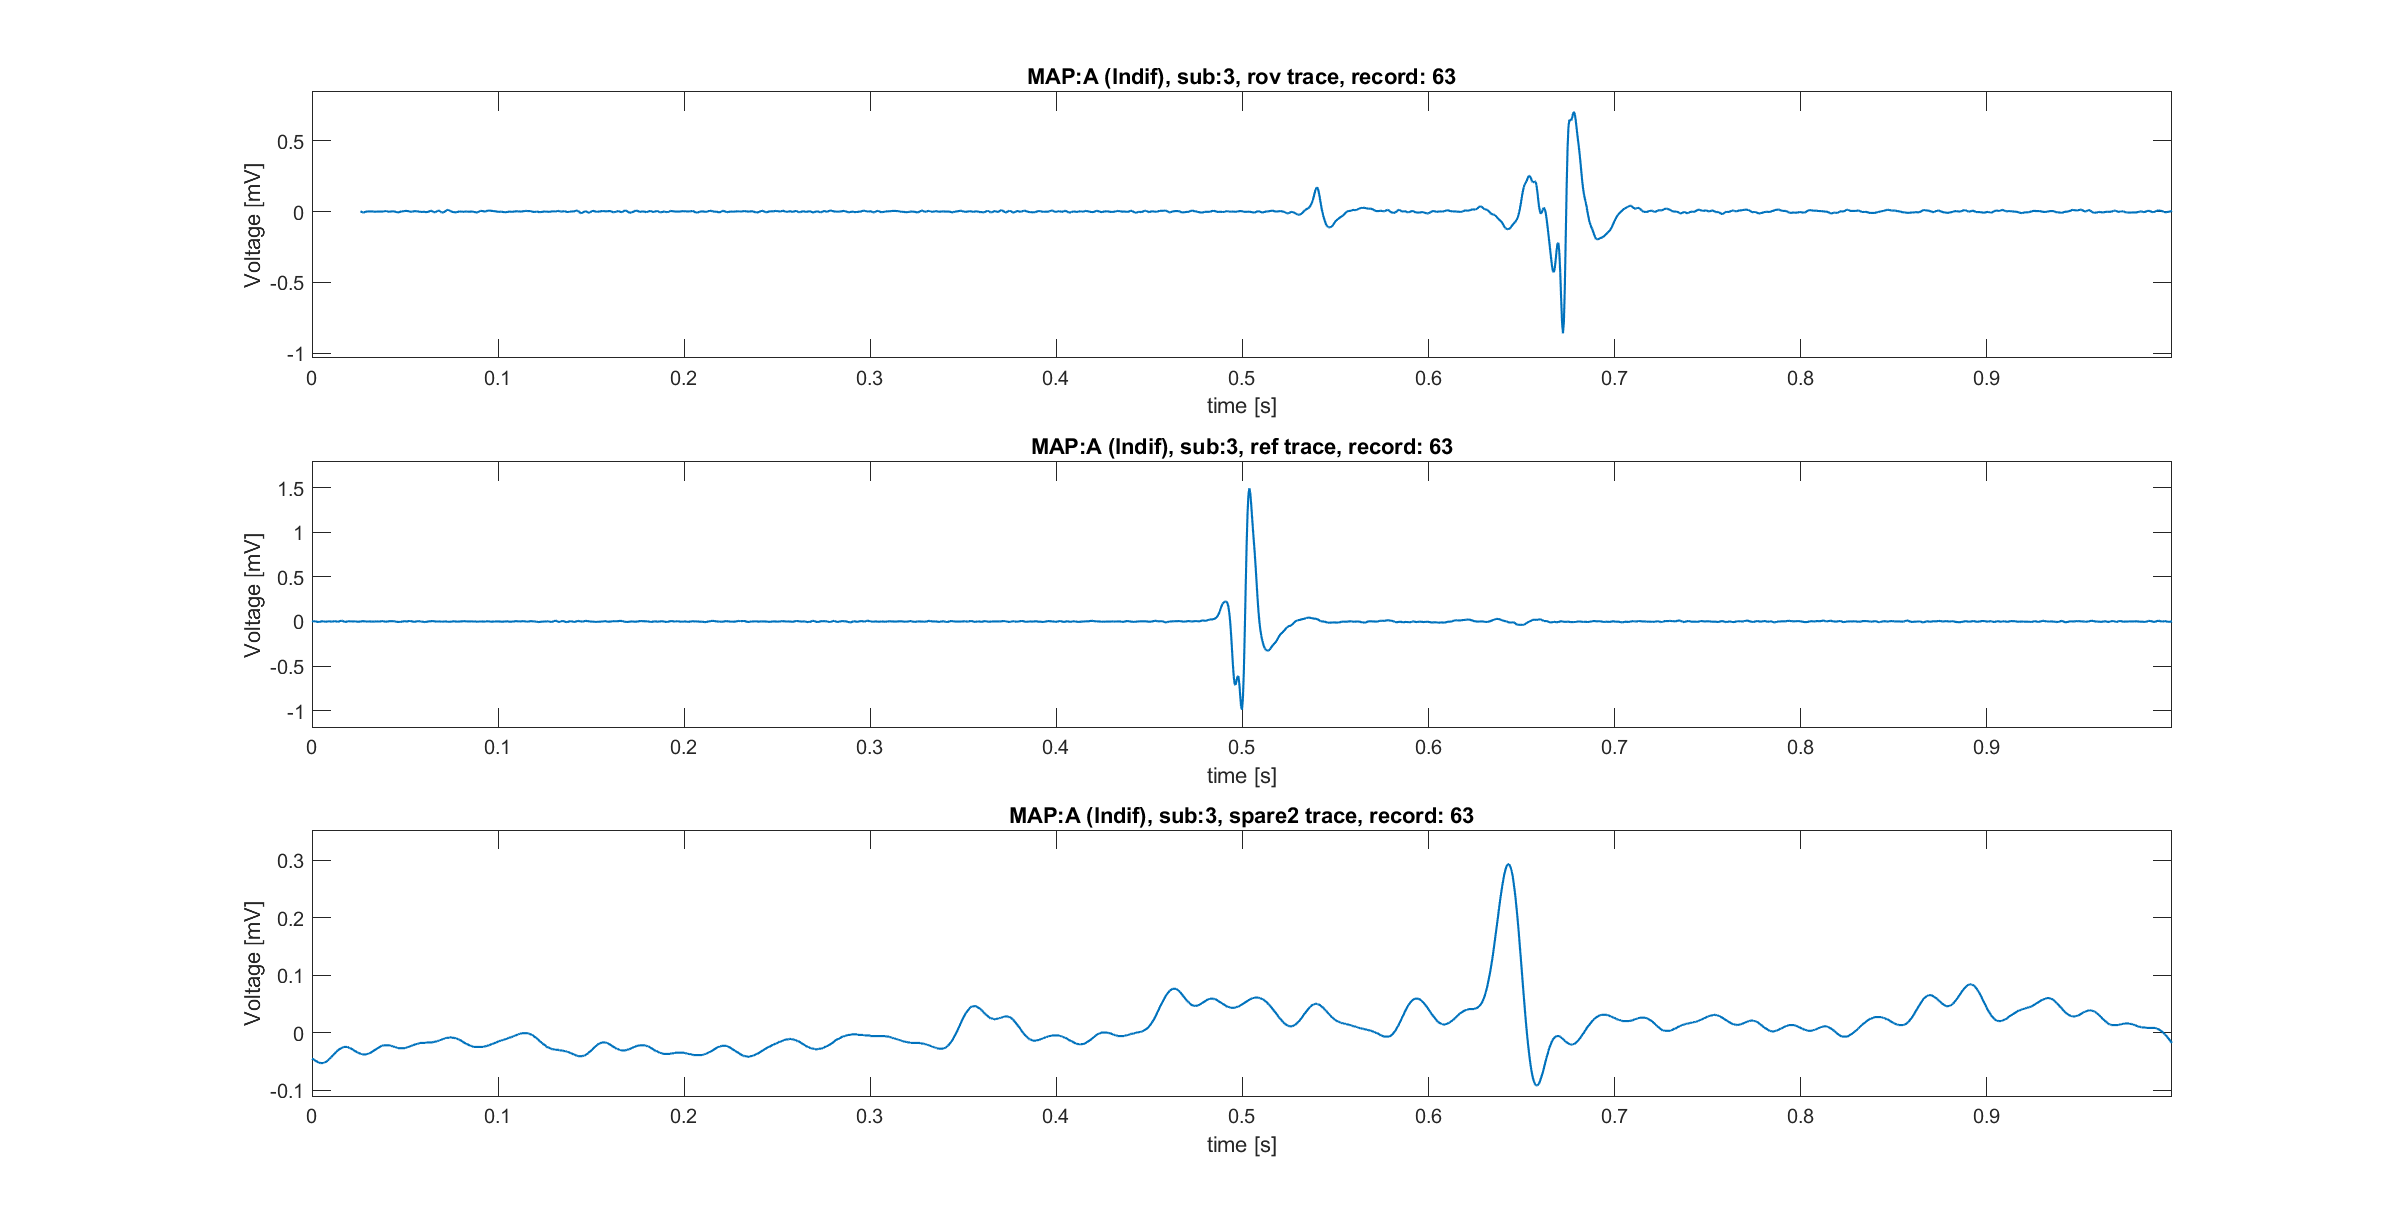 MAP:A (Indif), sub:3, rov trace, record: 63
0.5
0
-0.5
-1
Voltage [mV]
0 0.1 0.2 0.3 0.4 0.5 0.6 0.7 0.8 0.9
time [s]
MAP:A (Indif), sub:3, ref trace, record: 63
1.5
1
0.5
0
-0.5
-1
Voltage [mV]
0 0.1 0.2 0.3 0.4 0.5 0.6 0.7 0.8 0.9
time [s]
MAP:A (Indif), sub:3, spare2 trace, record: 63
0.3
0.2
0.1
0
-0.1
Voltage [mV]
0 0.1 0.2 0.3 0.4 0.5 0.6 0.7 0.8 0.9
time [s]